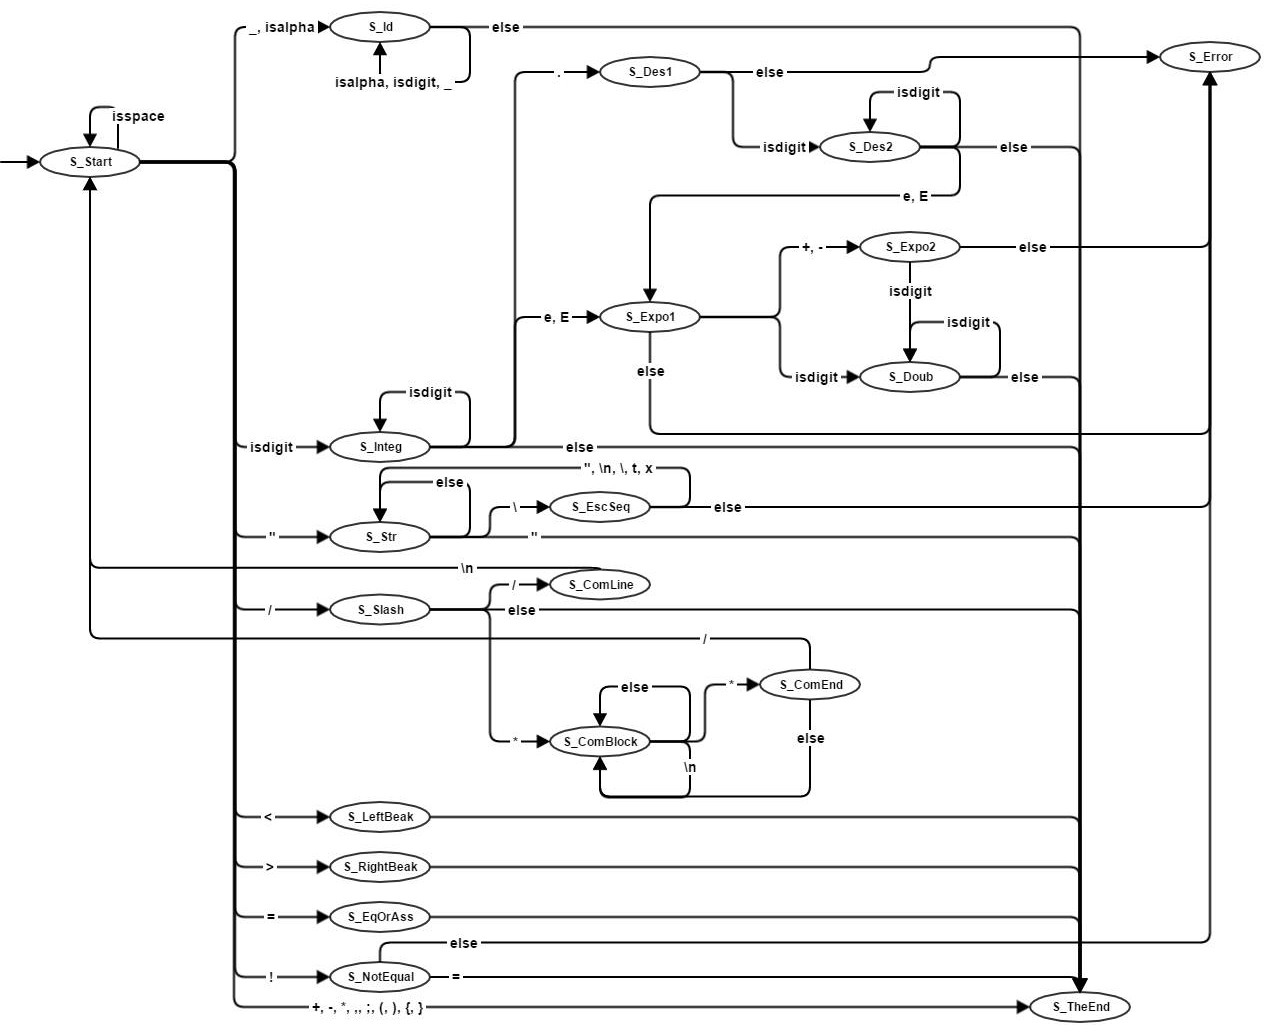 _, isalpha
S_Id
else
isalpha, isdigit, _
.
S_Des1
else
S_Error
isspace
S_Start
isdigit
isdigit
S_Des2
else
e, E
+, -
S_Expo2
else
isdigit
e, E
S_Expo1
isdigit
else
isdigit
S_Doub
else
isdigit
isdigit
S_Integ
else
", \n, \, t, x
else
\
S_EscSeq
else
"
S_Str
"
\n
/
S_ComLine
/
S_Slash
else
/
else
*
S_ComEnd
*
S_ComBlock
else
\n
<
S_LeftBeak
>
S_RightBeak
=
S_EqOrAss
else
!
S_NotEqual
=
+, -, *, ,, ;, (, ), {, }
S_TheEnd